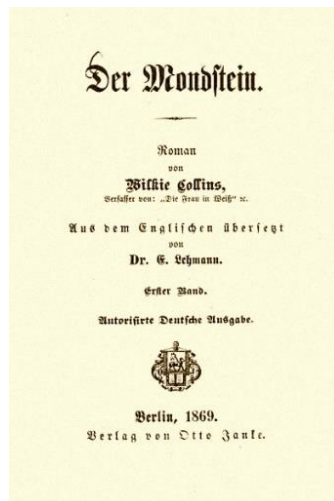 Der Mondstein.
Roman
von
Wilkie Collins,
Verfasser von: „Die Frau in Weiß“ ꝛc.
Aus dem Englischen übersetzt
von
Dr. E. Lehmann.
Erster Band.
Autorisirte Deutsche Ausgabe.
Berlin, 1869.
Verlag von Otto Janke.